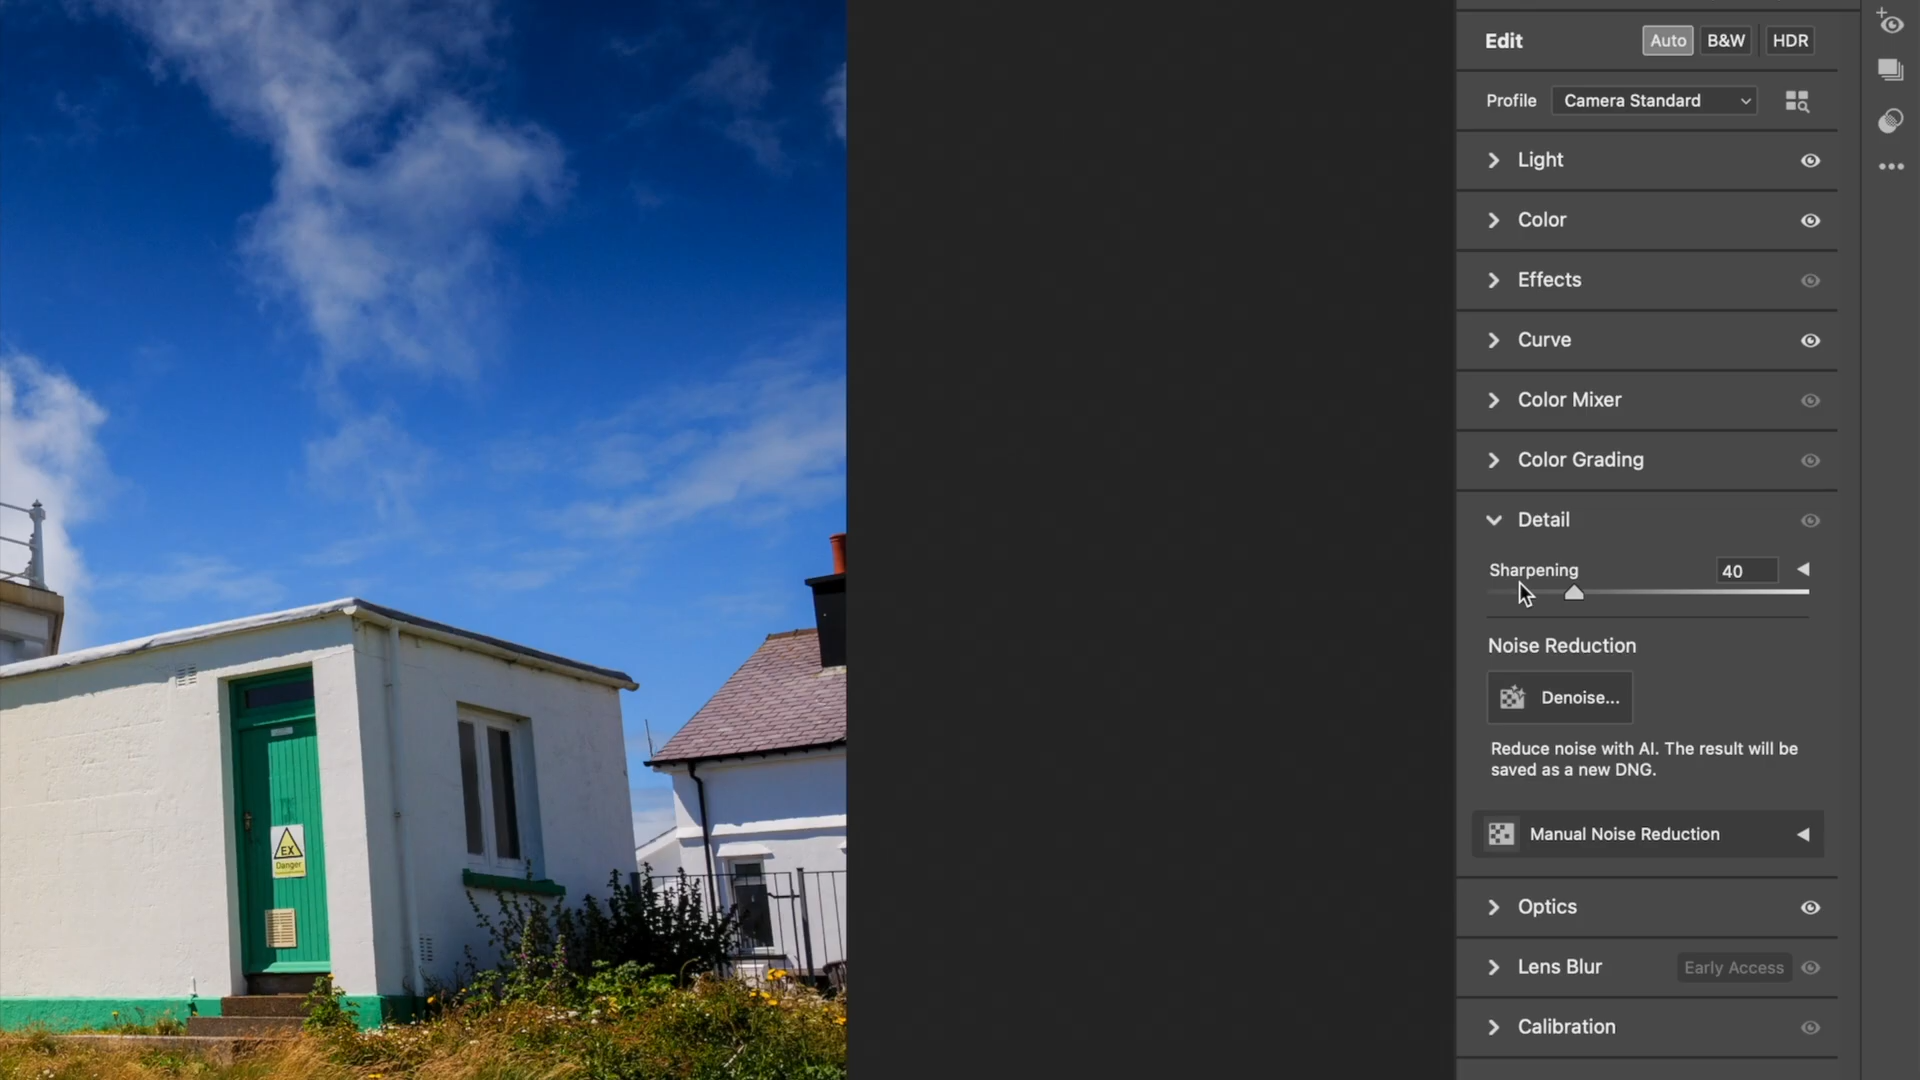 Edit
Auto
B&W
HDR
Profile
Camera Standard
Light
Color
Effects
Curve
Color Mixer
Color Grading
Detail
Sharpening
40
Noise Reduction
Denoise...
Reduce noise with AI. The result will be
saved as a new DNG.
Manual Noise Reduction
Optics
Lens Blur
Early Access
Calibration
EX
Danger